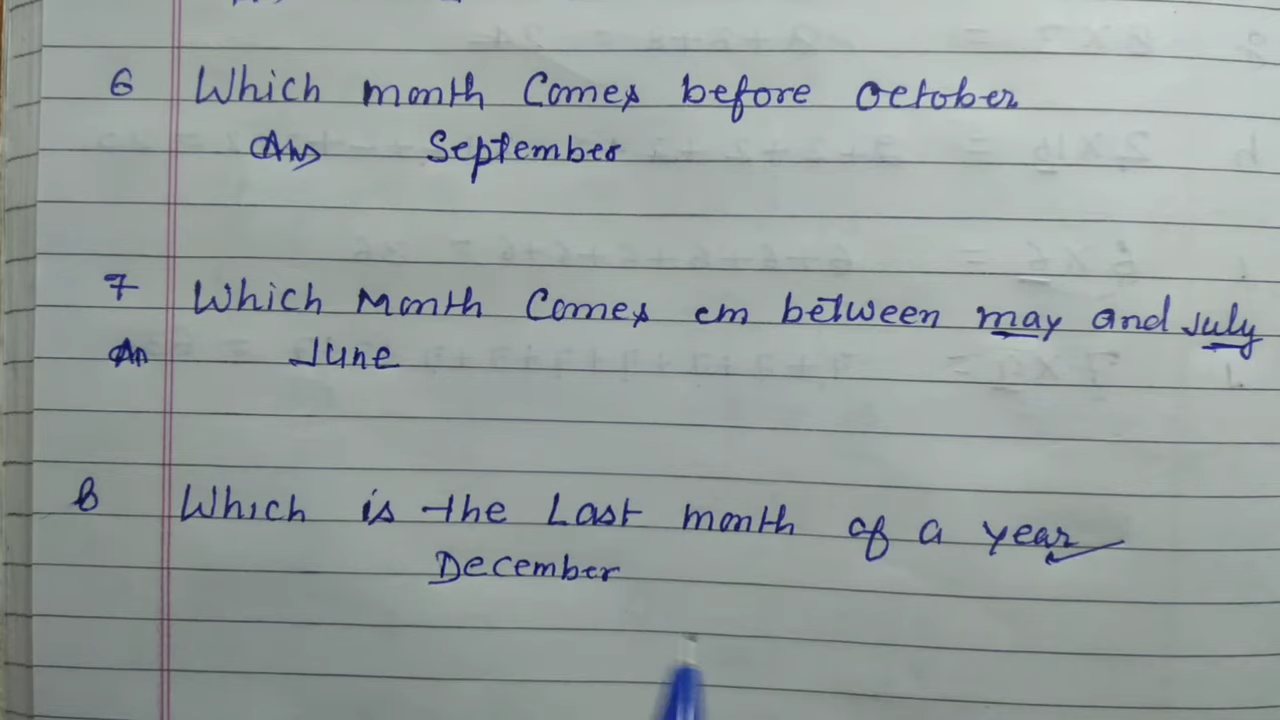 6 Which month Comes before October
Ans September
7 Which Month Comes em between may and July
An June
8 Which is the Last month of a year
December